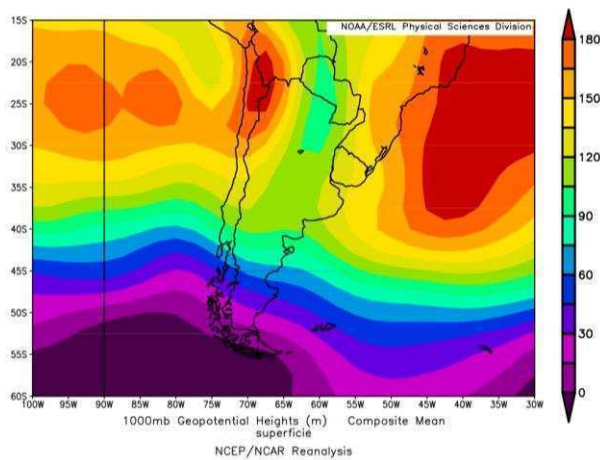 NOAA/ESRL Physical Sciences Division
15S
20S
25S
30S
35S
40S
45S
50S
55S
60S
100W 95W 90W 85W 80W 75W 70W 65W 60W 55W 50W 45W 40W 35W 30W
180
150
120
90
60
30
0
1000mb Geopotential Heights (m) Composite Mean
superficie
NCEP/NCAR Reanalysis